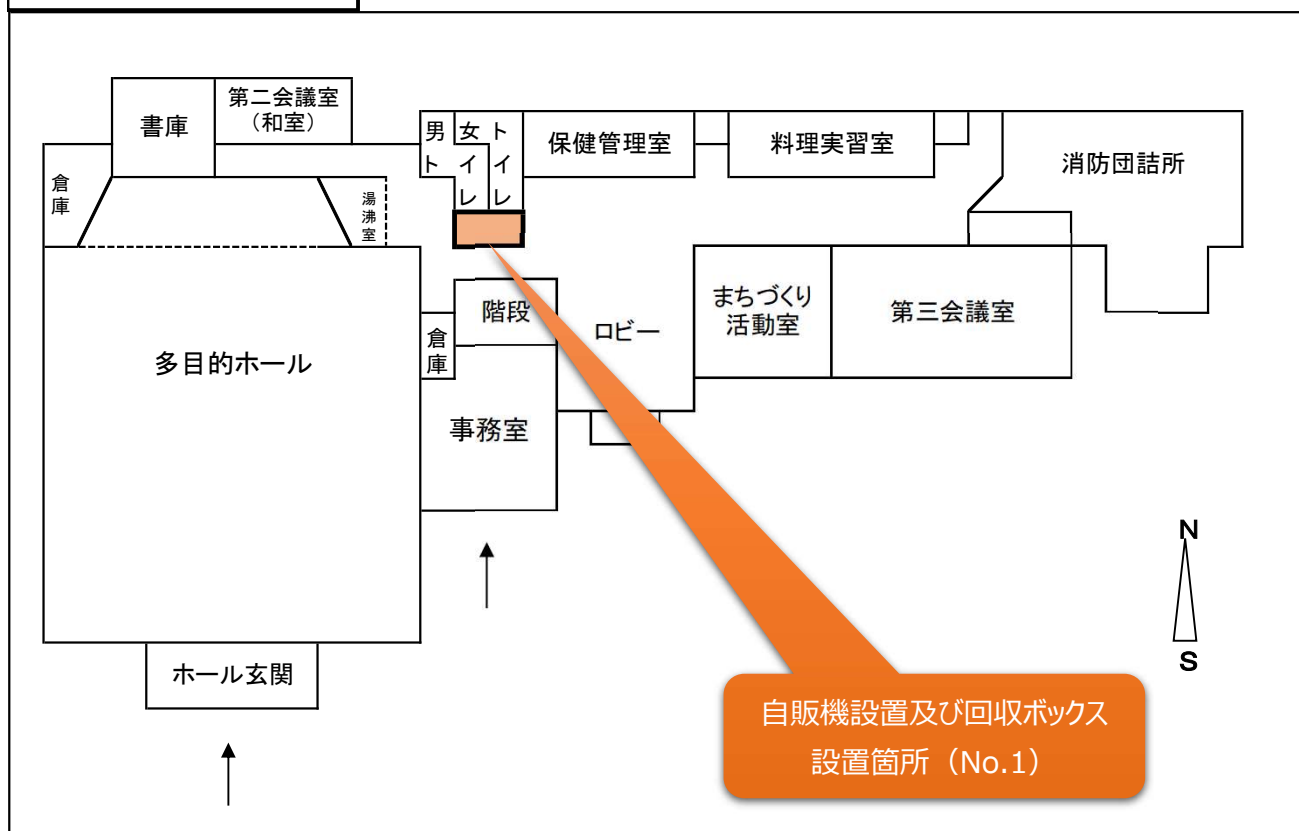 書庫
第二会議室
（和室）
男ト
女イレ
トイレ
保健管理室
料理実習室
消防団詰所
倉庫
湯沸室
階段
倉庫
ロビー
まちづくり
活動室
第三会議室
多目的ホール
事務室
ホール玄関
N
S
自販機設置及び回収ボックス
設置箇所（No.1）